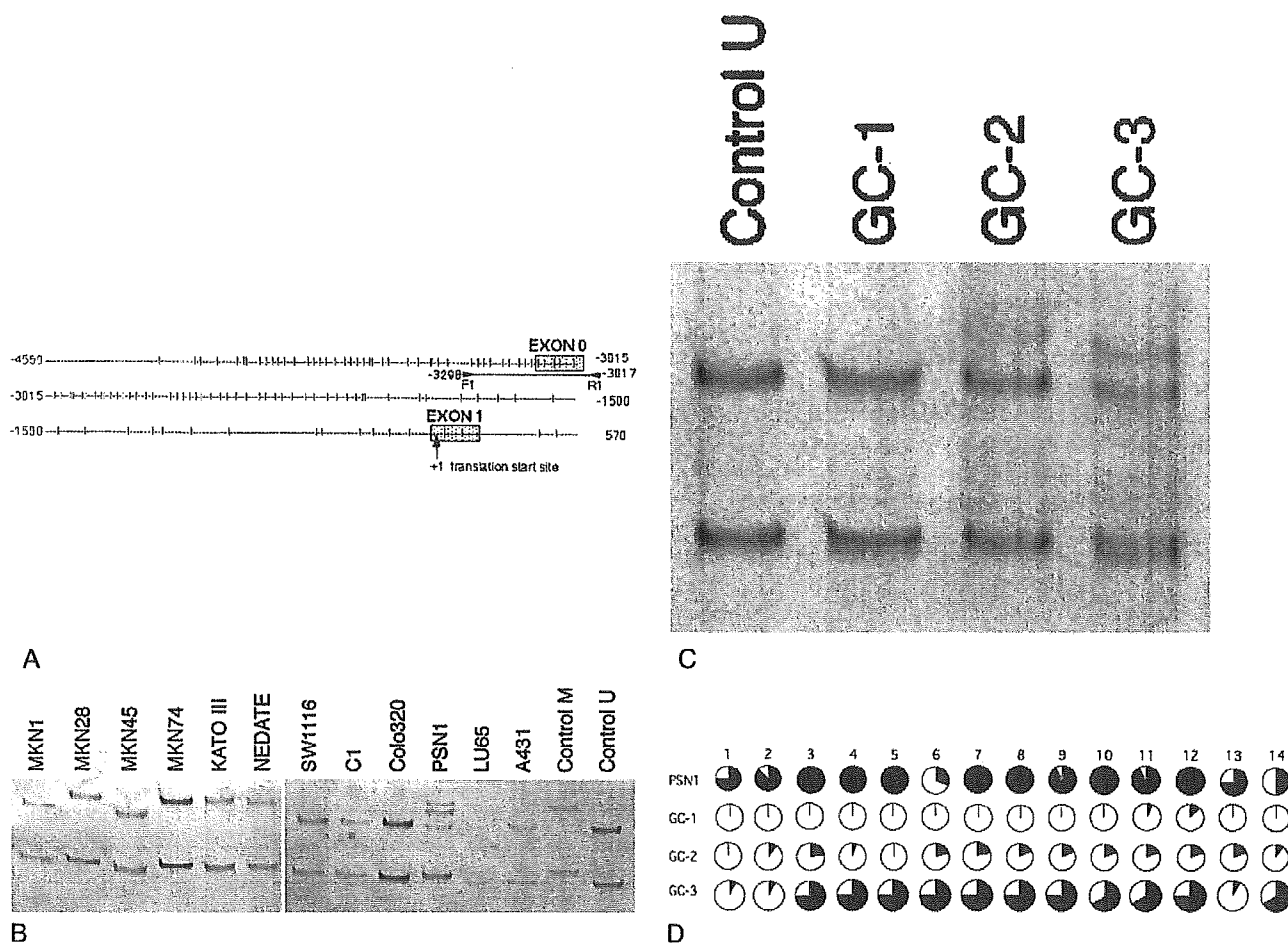 EXON 0
-4550
-3015
-3298
F1
R1
-3017
-3015
-1500
EXON 1
-1500
570
+1 translation start site
A
MKN1
MKN28
MKN45
MKN74
KATO III
NEDATE
SW1116
C1
Colo320
PSN1
LU65
A431
Control M
Control U
B
Control U
GC-1
GC-2
GC-3
C
1 2 3 4 5 6 7 8 9 10 11 12 13 14
PSN1
GC-1
GC-2
GC-3
D